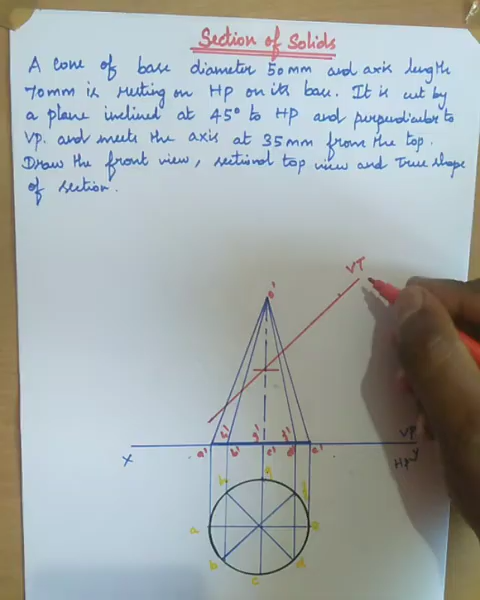 Section of Solids
A cone of base diameter 50mm and axis length
70mm is resting on HP on its base. It is cut by
a plane inclined at 45° to HP and perpendicular to
VP. and meets the axis at 35mm from the top.
Draw the front view, sectional top view and True shape
of section.
VT
o'
a' b' c' e'
X VP
HP Y
a b c d